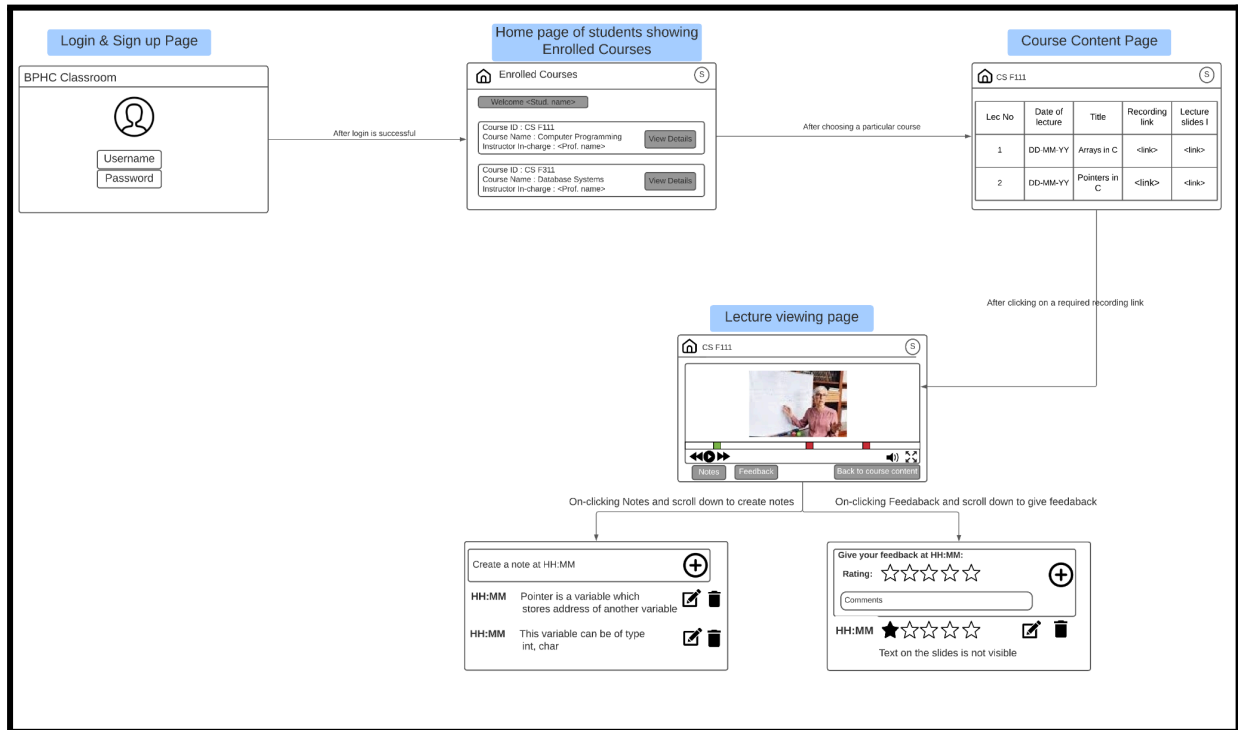 Login & Sign up Page
BPHC Classroom
Username
Password
After login is successful
Home page of students showing
Enrolled Courses
Enrolled Courses
S
Welcome <Stud. name>
Course ID : CS F111
Course Name : Computer Programming
Instructor In-charge : <Prof. name>
View Details
Course ID : CS F311
Course Name : Database Systems
Instructor In-charge : <Prof. name>
View Details
After choosing a particular course
Course Content Page
CS F111
S
Lec No
Date of
lecture
Title
Recording
link
Lecture
slides l
1
DD-MM-YY
Arrays in C
<link>
<link>
2
DD-MM-YY
Pointers in
C
<link>
<link>
After clicking on a required recording link
Lecture viewing page
CS F111
S
Notes
Feedback
Back to course content
On-clicking Notes and scroll down to create notes
On-clicking Feedaback and scroll down to give feedaback
Create a note at HH:MM
HH:MM
Pointer is a variable which
stores address of another variable
HH:MM
This variable can be of type
int, char
Give your feedback at HH:MM:
Rating:
Comments
HH:MM
Text on the slides is not visible